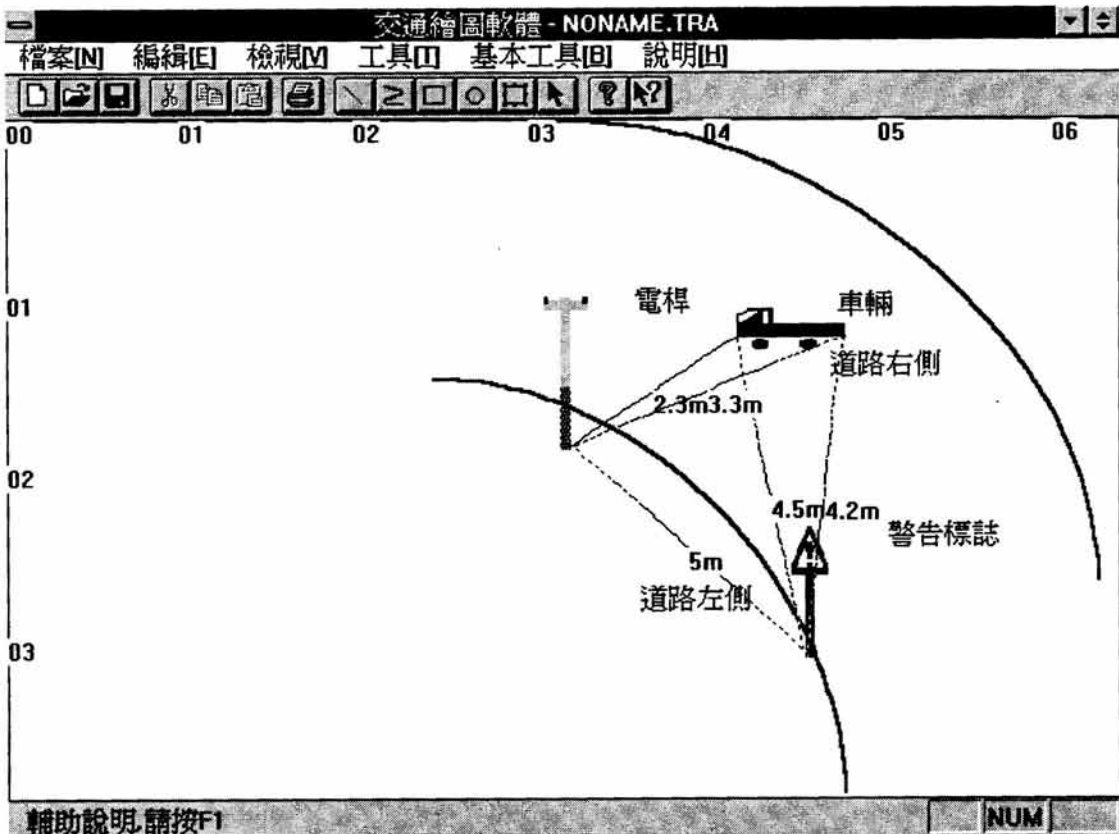 交通繪圖軟體 - NONAME.TRA
檔案[N] 編緝[E] 檢視[V] 工具[T] 基本工具[B] 說明[H]
00 01 02 03 04 05 06
01
電桿 車輛
道路右側
2.3m3.3m
02
4.5m4.2m
警告標誌
5m
道路左側
03
輔助說明,請按F1 NUM